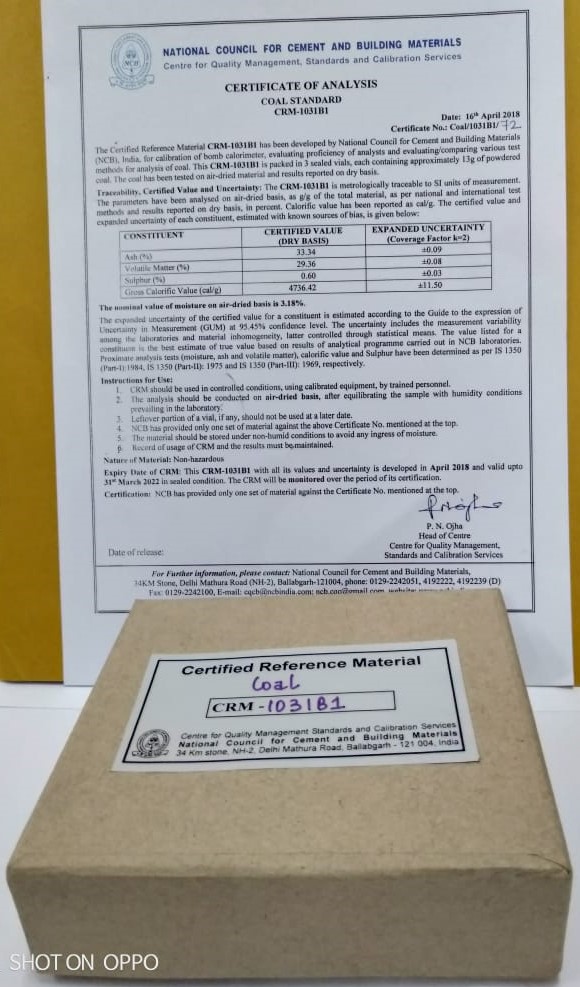 NATIONAL COUNCIL FOR CEMENT AND BUILDING MATERIALS
Centre for Quality Management, Standards and Calibration Services
CERTIFICATE OF ANALYSIS
COAL STANDARD
CRM-1031B1
Date: 16th April 2018
Certificate No.: Coal/1031B1/72
The Certified Reference Material CRM-1031B1 has been developed by National Council for Cement and Building Materials
(NCB), India, for calibration of bomb calorimeter, evaluating proficiency of analysts and evaluating/comparing various test
methods for analysis of coal. This CRM-1031B1 is packed in 3 sealed vials, each containing approximately 13g of powdered
coal. The coal has been tested on air-dried material and results reported on dry basis.
Traceability, Certified Value and Uncertainty: The CRM-1031B1 is metrologically traceable to SI units of measurement.
The parameters have been analysed on air-dried basis, as g/g of the total material, as per national and international test
methods and results reported on dry basis, in percent. Calorific value has been reported as cal/g. The certified value and
expanded uncertainty of each constituent, estimated with known sources of bias, is given below:
CONSTITUENT CERTIFIED VALUE (DRY BASIS) EXPANDED UNCERTAINTY (Coverage Factor k=2)
Ash (%) 33.34 ±0.09
Volatile Matter (%) 29.36 ±0.08
Sulphur (%) 0.60 ±0.03
Gross Calorific Value (cal/g) 4736.42 ±11.50
The nominal value of moisture on air-dried basis is 3.18%.
The expanded uncertainty of the certified value for a constituent is estimated according to the Guide to the expression of
Uncertainty in Measurement (GUM) at 95.45% confidence level. The uncertainty includes the measurement variability
among the laboratories and material inhomogeneity, latter controlled through statistical means. The value listed for a
constituent is the best estimate of true value based on results of analytical programme carried out in NCB laboratories.
Proximate analysis tests (moisture, ash and volatile matter), calorific value and Sulphur have been determined as per IS 1350
(Part-I):1984, IS 1350 (Part-II): 1975 and IS 1350 (Part-III): 1969, respectively.
Instructions for Use:
1. CRM should be used in controlled conditions, using calibrated equipment, by trained personnel.
2. The analysis should be conducted on air-dried basis, after equilibrating the sample with humidity conditions
prevailing in the laboratory.
3. Leftover portion of a vial, if any, should not be used at a later date.
4. NCB has provided only one set of material against the above Certificate No. mentioned at the top.
5. The material should be stored under non-humid conditions to avoid any ingress of moisture.
6. Record of usage of CRM and the results must be maintained.
Nature of Material: Non-hazardous
Expiry Date of CRM: This CRM-1031B1 with all its values and uncertainty is developed in April 2018 and valid upto
31st March 2022 in sealed condition. The CRM will be monitored over the period of its certification.
Certification: NCB has provided only one set of material against the Certificate No. mentioned at the top.
P. N. Ojha
Head of Centre
Centre for Quality Management,
Standards and Calibration Services
Date of release:
For Further information, please contact: National Council for Cement and Building Materials,
34KM Stone, Delhi Mathura Road (NH-2), Ballabgarh-121004, phone: 0129-2242051, 4192222, 4192239 (D)
Fax: 0129-2242100, E-mail:
Certified Reference Material
Coal
CRM-1031B1
Centre for Quality Management Standards and Calibration Services
National Council for Cement and Building Materials
34 Km stone, NH-2, Delhi Mathura Road, Ballabgarh - 121 004, India
SHOT ON OPPO